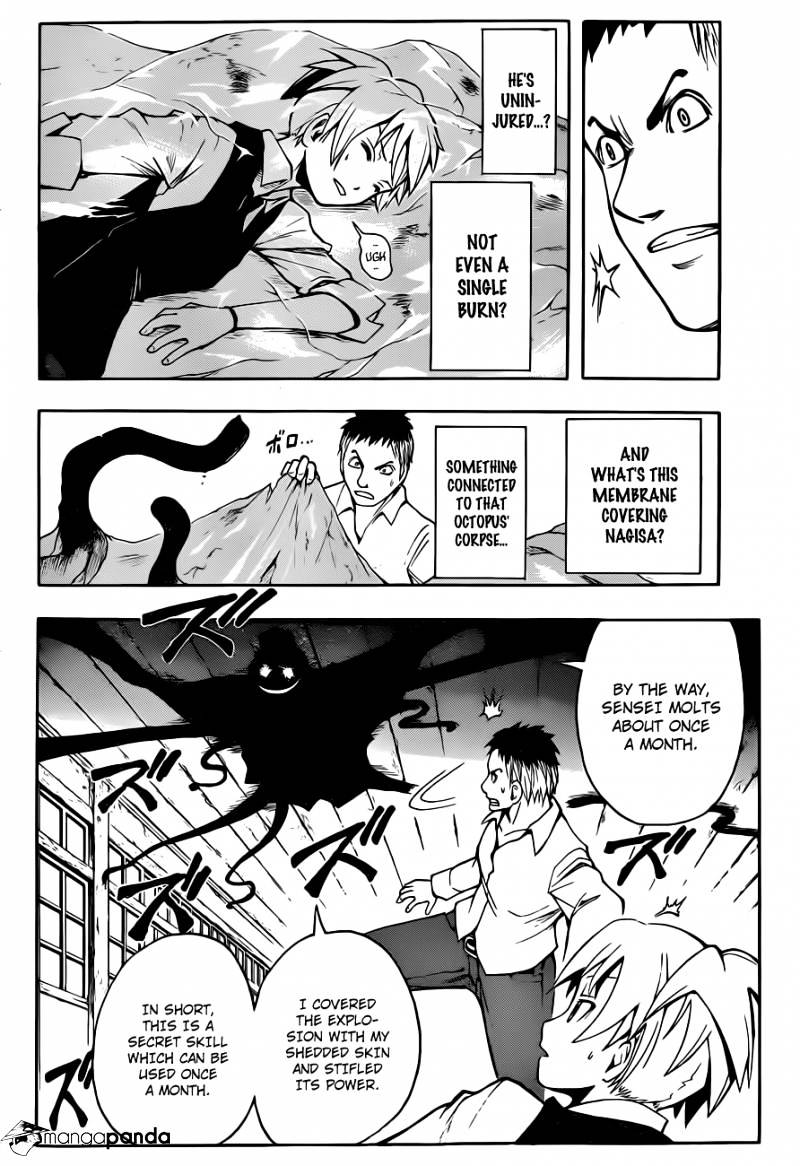 HE'S
UNIN-
JURED...?
NOT
EVEN A
SINGLE
BURN?
UGH
AND
WHAT'S THIS
MEMBRANE
COVERING
NAGISA?
SOMETHING
CONNECTED
TO THAT
OCTOPUS'
CORPSE...
ボロ...
BY THE WAY,
SENSEI MOLTS
ABOUT ONCE
A MONTH.
ズ
ズ
ズ
ズ
ズ
ズ
ズ
I COVERED
THE EXPLO-
SION WITH MY
SHEDDED SKIN
AND STIFLED
ITS POWER.
IN SHORT,
THIS IS A
SECRET SKILL
WHICH CAN BE
USED ONCE
A MONTH.
mangapanda